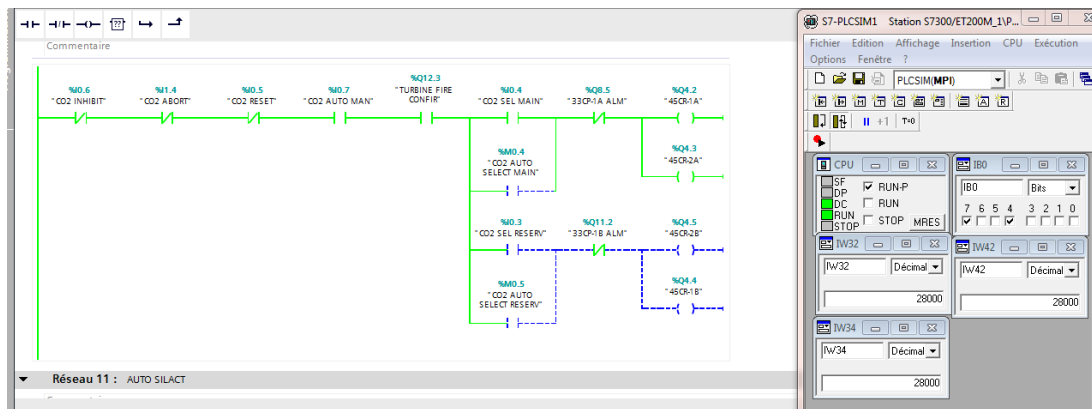 Commentaire
%I0.6
"CO2 INHIBIT"
%I1.4
"CO2 ABORT"
%I0.5
"CO2 RESET"
%I0.7
"CO2 AUTO MAN"
%Q12.3
"TURBINE FIRE
CONFIR"
%I0.4
"CO2 SEL MAIN"
%Q8.5
"33CP-1A ALM"
%Q4.2
"45CR-1A"
%M0.4
"CO2 AUTO
SELECT MAIN"
%Q4.3
"45CR-2A"
%I0.3
"CO2 SEL RESERV"
%Q11.2
"33CP-1B ALM"
%Q4.5
"45CR-2B"
%M0.5
"CO2 AUTO
SELECT RESERV"
%Q4.4
"45CR-1B"
Réseau 11 : AUTO SILACT
S7-PLCSIM1 Station S7300/ET200M_1\P...
Fichier Edition Affichage Insertion CPU Exécution
Options Fenêtre ?
PLCSIM(MPI)
+1 T=0
CPU
SF
DP
DC
RUN
STOP
RUN-P
RUN
STOP
MRES
IB0
IB0 Bits
7 6 5 4 3 2 1 0
IW32
IW32 Décimal
28000
IW42
IW42 Décimal
28000
IW34
IW34 Décimal
28000